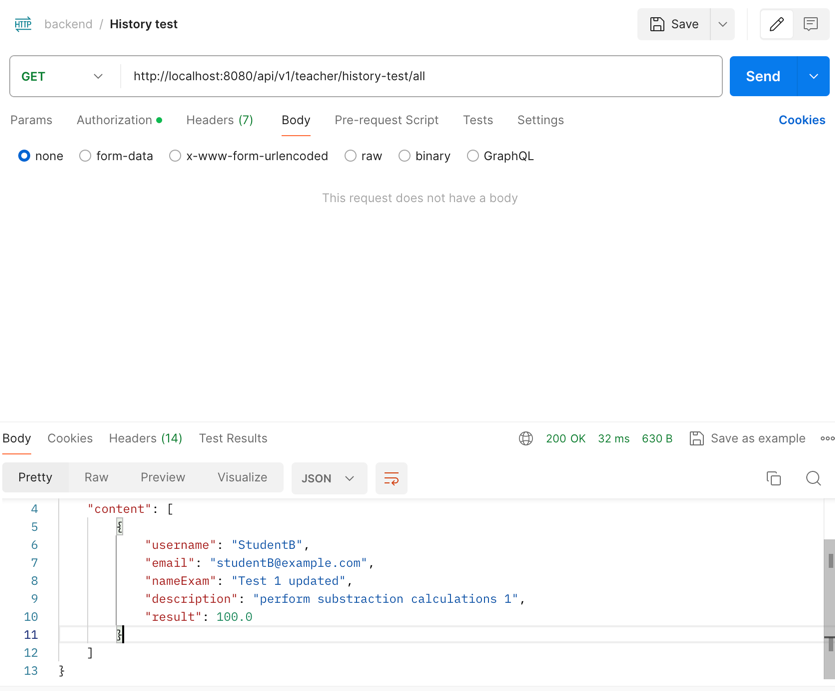 HTTP backend / History test Save
GET http://localhost:8080/api/v1/teacher/history-test/all Send
Params Authorization Headers (7) Body Pre-request Script Tests Settings Cookies
none form-data x-www-form-urlencoded raw binary GraphQL
This request does not have a body
Body Cookies Headers (14) Test Results 200 OK 32 ms 630 B Save as example
Pretty Raw Preview Visualize JSON
4 "content": [
5 {
6 "username": "StudentB",
7 "email": "studentB@example.com",
8 "nameExam": "Test 1 updated",
9 "description": "perform substraction calculations 1",
10 "result": 100.0
11 }
12 ]
13 }